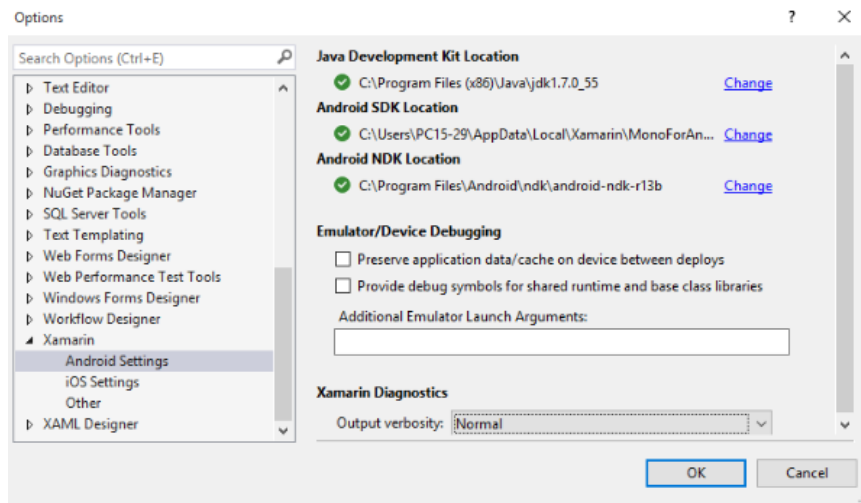 Options
?
Search Options (Ctrl+E)
Text Editor
Debugging
Performance Tools
Database Tools
Graphics Diagnostics
NuGet Package Manager
SQL Server Tools
Text Templating
Web Forms Designer
Web Performance Test Tools
Windows Forms Designer
Workflow Designer
Xamarin
Android Settings
iOS Settings
Other
XAML Designer
Java Development Kit Location
C:\Program Files (x86)\Java\jdk1.7.0_55 Change
Android SDK Location
C:\Users\PC15-29\AppData\Local\Xamarin\MonoForAn... Change
Android NDK Location
C:\Program Files\Android\ndk\android-ndk-r13b Change
Emulator/Device Debugging
Preserve application data/cache on device between deploys
Provide debug symbols for shared runtime and base class libraries
Additional Emulator Launch Arguments:
Xamarin Diagnostics
Output verbosity: Normal
OK Cancel